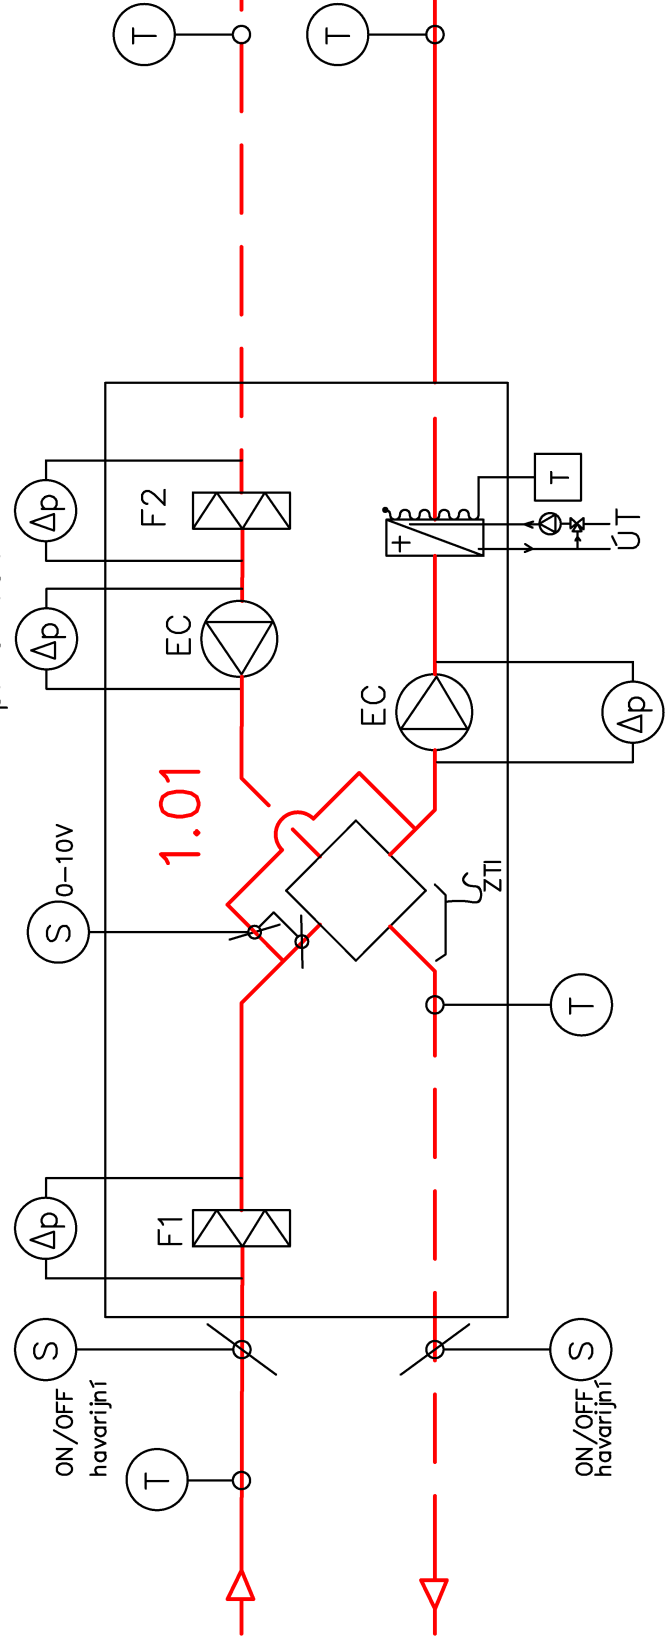 S
Δp
Δp
Δp
S
0-10V
ON/OFF
havarijní
T
F1
1.01
EC
F2
T
T
EC
+
ZTI
T
T
ÚT
S
ON/OFF
havarijní
Δp